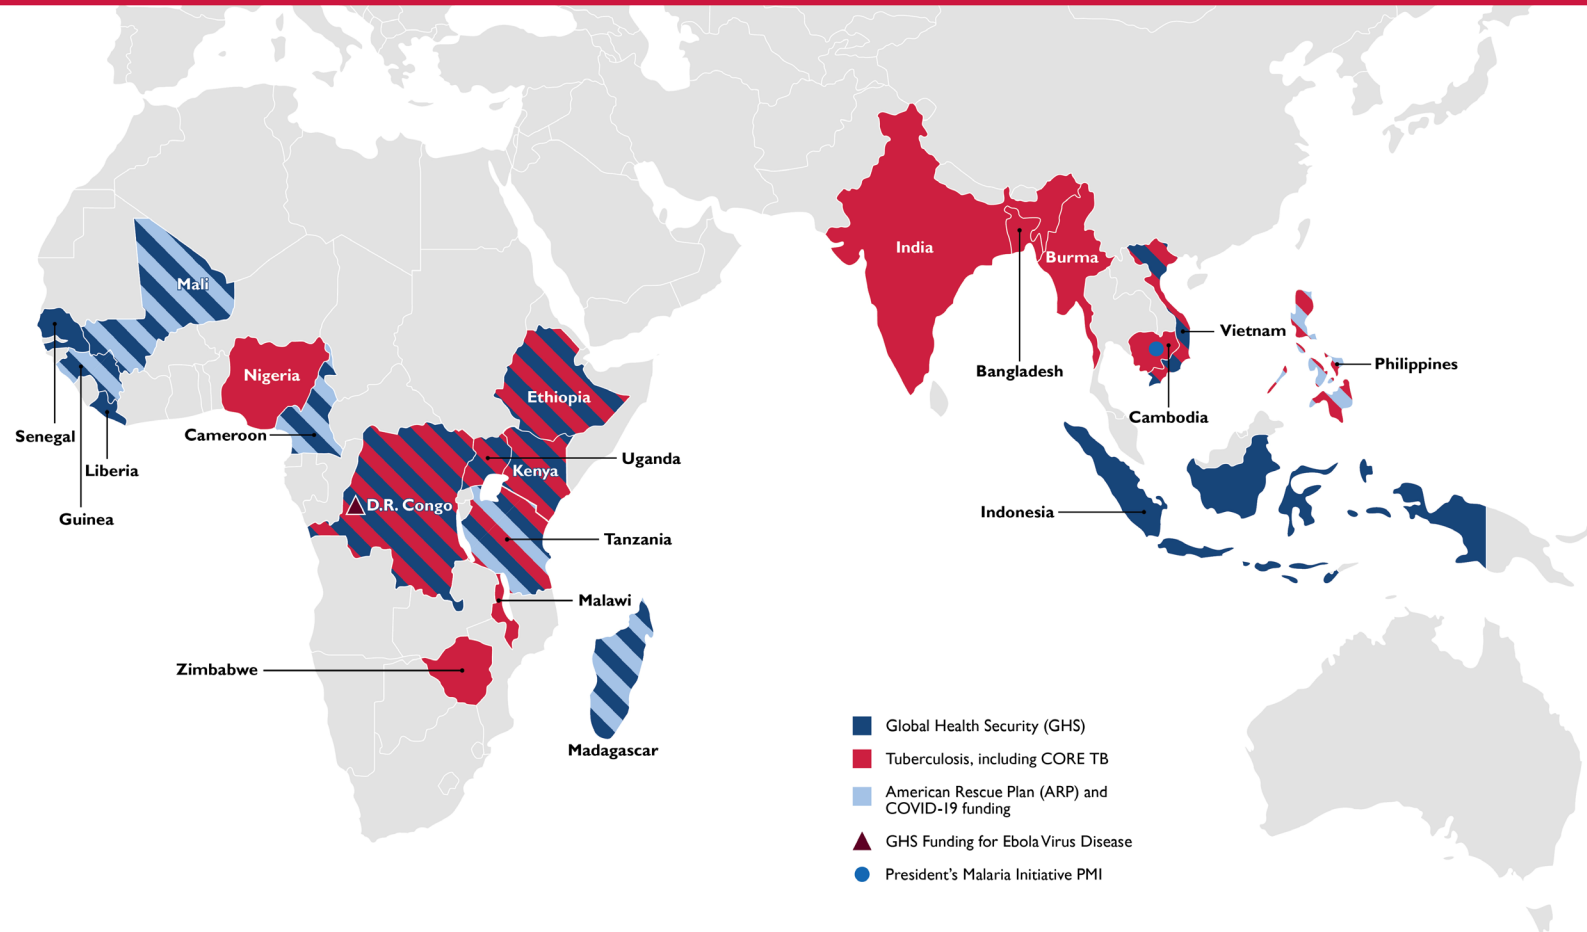 Mali
Nigeria
Senegal
Cameroon
Liberia
Guinea
Ethiopia
Uganda
Kenya
D.R. Congo
Tanzania
Malawi
Zimbabwe
Madagascar
India
Burma
Bangladesh
Vietnam
Philippines
Cambodia
Indonesia
Global Health Security (GHS)
Tuberculosis, including CORE TB
American Rescue Plan (ARP) and
COVID-19 funding
GHS Funding for Ebola Virus Disease
President's Malaria Initiative PMI